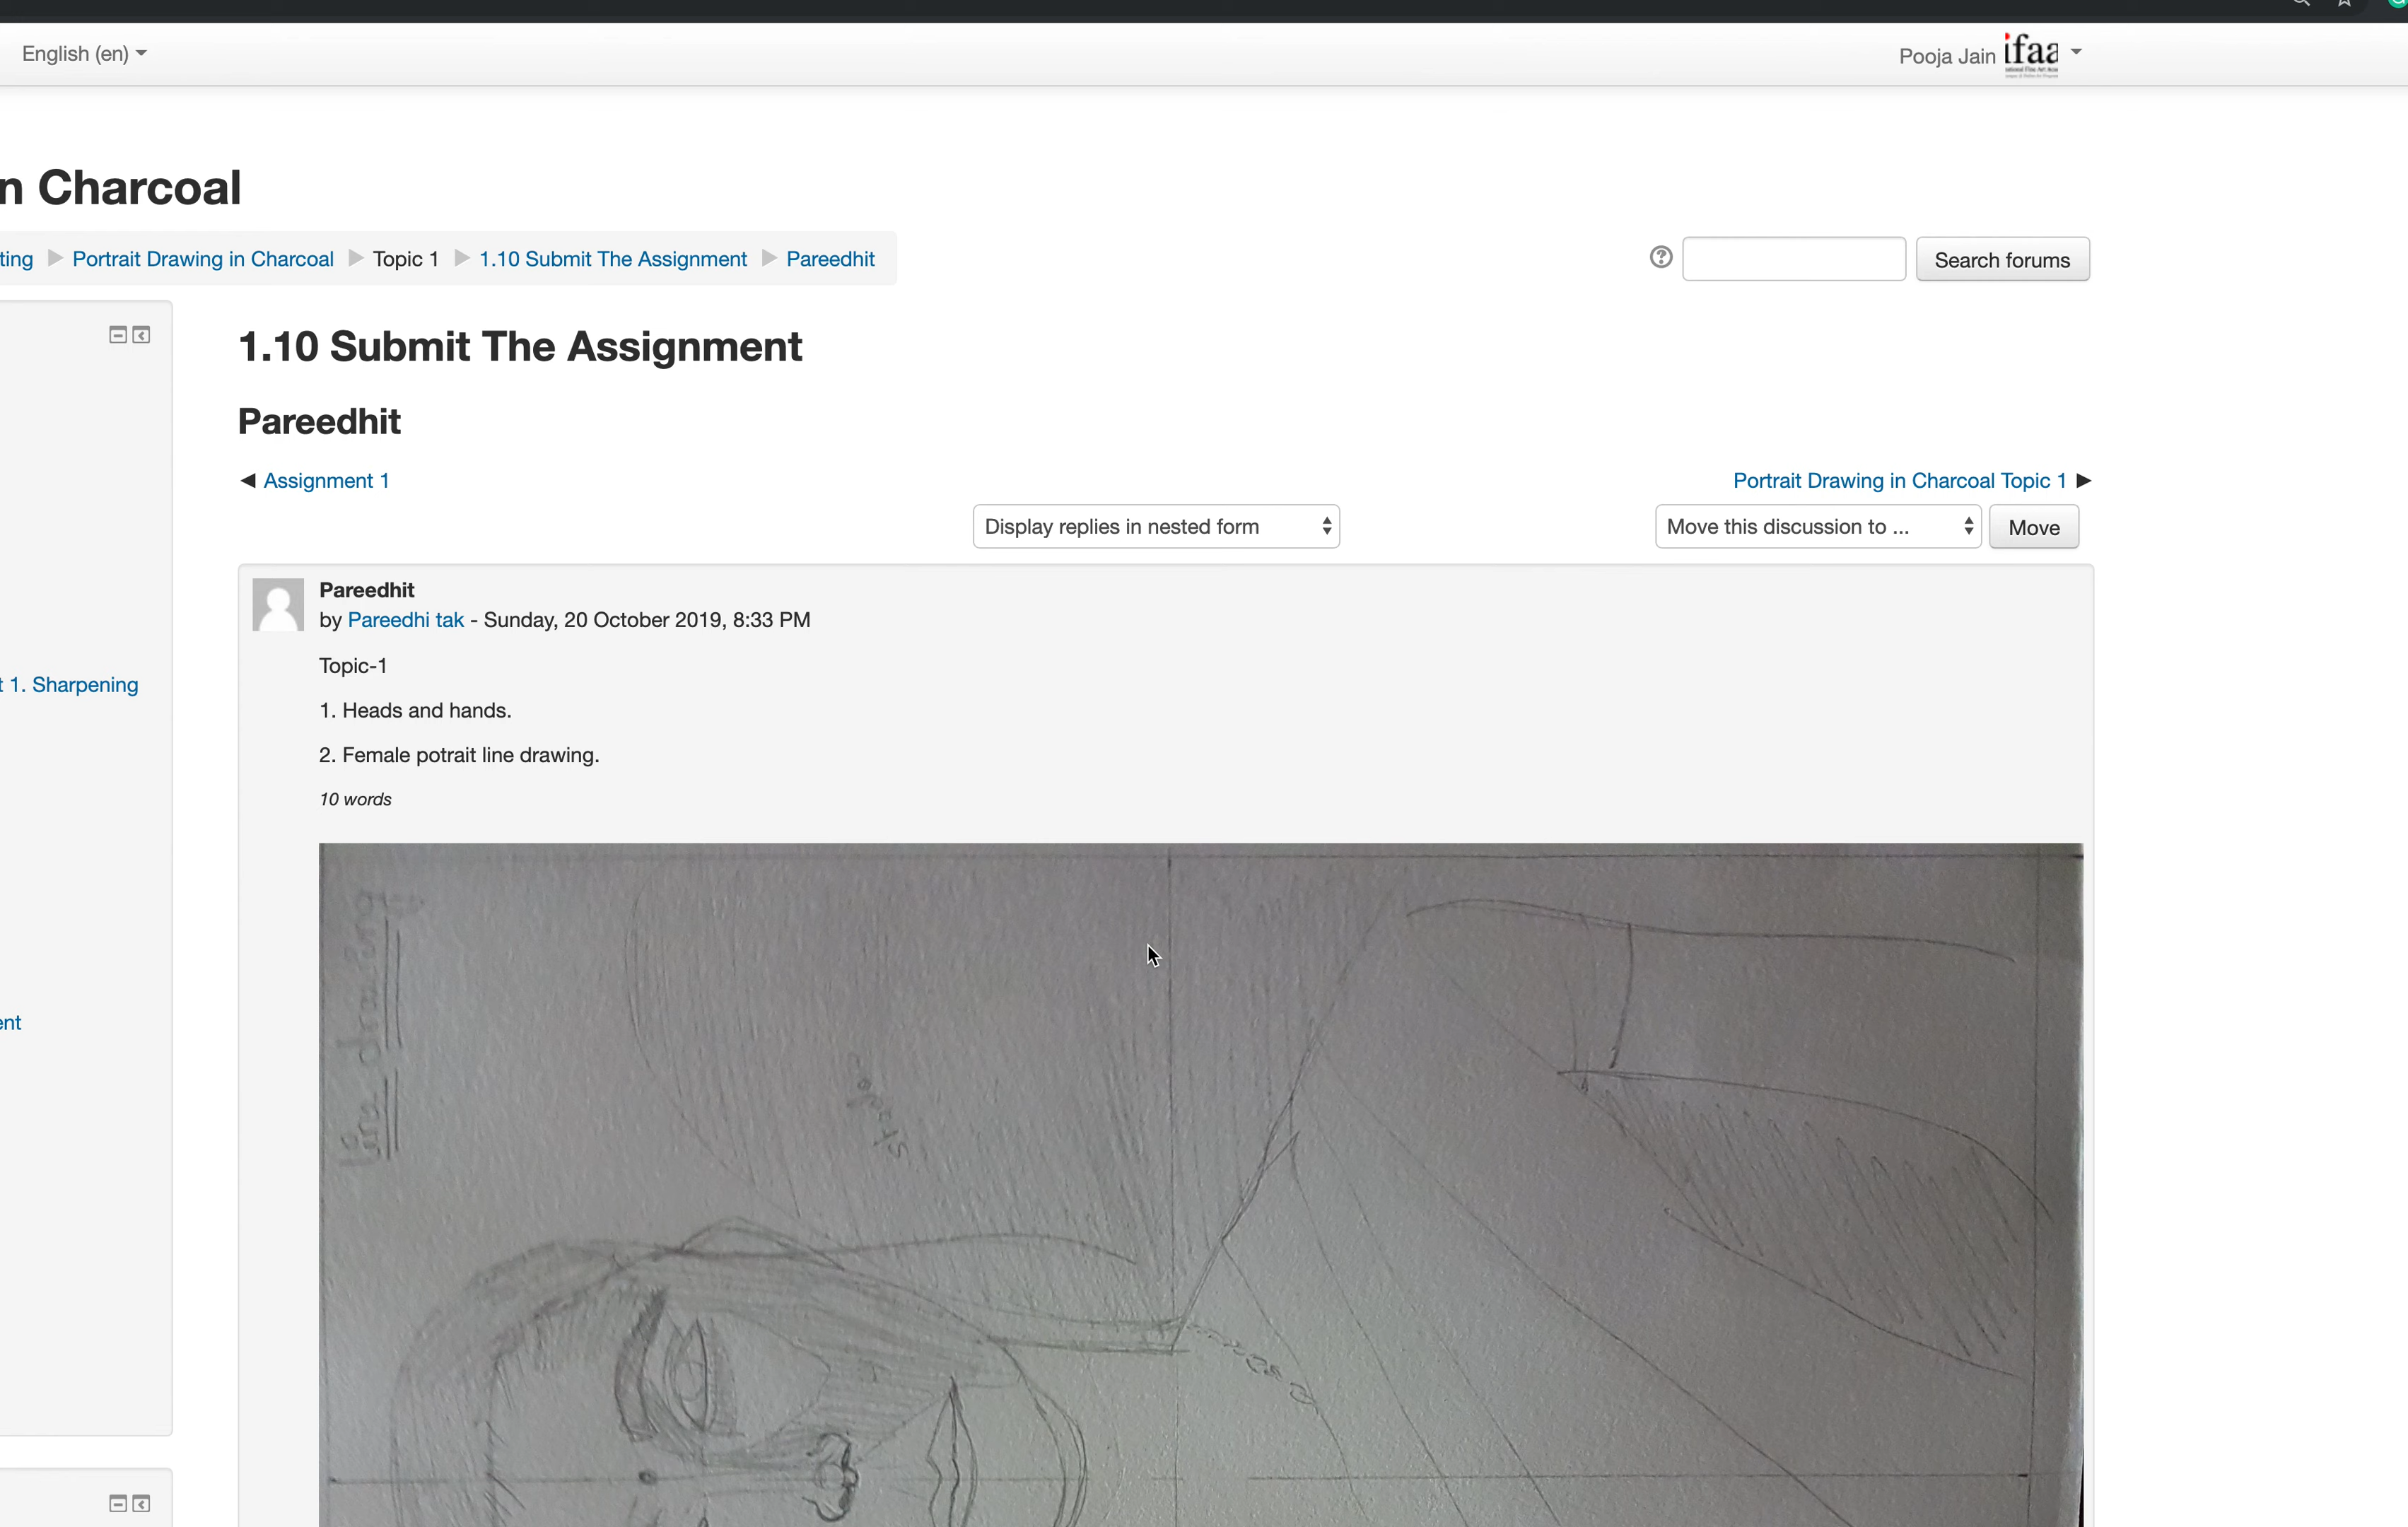 English (en)
Pooja Jain
ifaa
n Charcoal
ting Portrait Drawing in Charcoal Topic 1 1.10 Submit The Assignment Pareedhit
Search forums
1.10 Submit The Assignment
Pareedhit
Assignment 1
Portrait Drawing in Charcoal Topic 1
Display replies in nested form
Move this discussion to ...
Move
Pareedhit
by Pareedhi tak - Sunday, 20 October 2019, 8:33 PM
Topic-1
1. Heads and hands.
2. Female potrait line drawing.
10 words
t 1. Sharpening
ent
line drawing